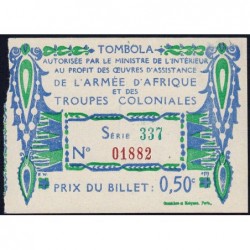 TOMBOLA
AUTORISÉE PAR LE MINISTRE DE L'INTÉRIEUR
AU PROFIT DES ŒUVRES D'ASSISTANCE
DE L'ARMÉE D'AFRIQUE
ET DES
TROUPES COLONIALES
SÉRIE 337
No 01882
PRIX DU BILLET: 0,50c